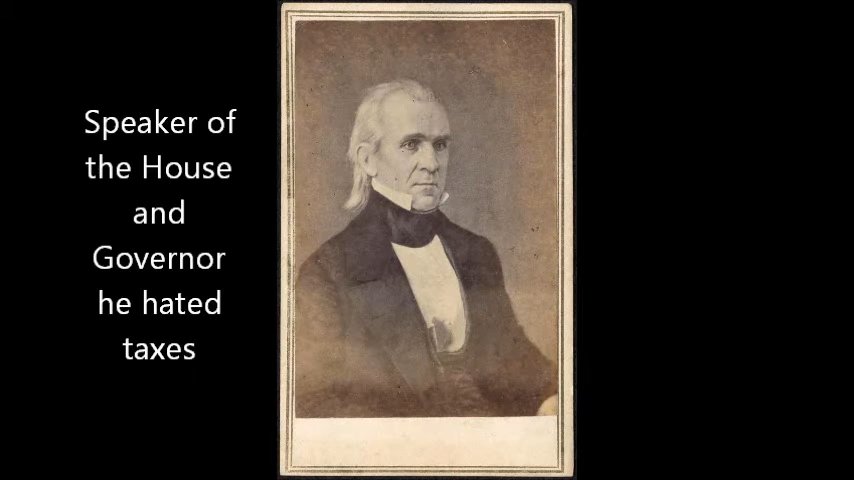 Speaker of
the House
and
Governor
he hated
taxes